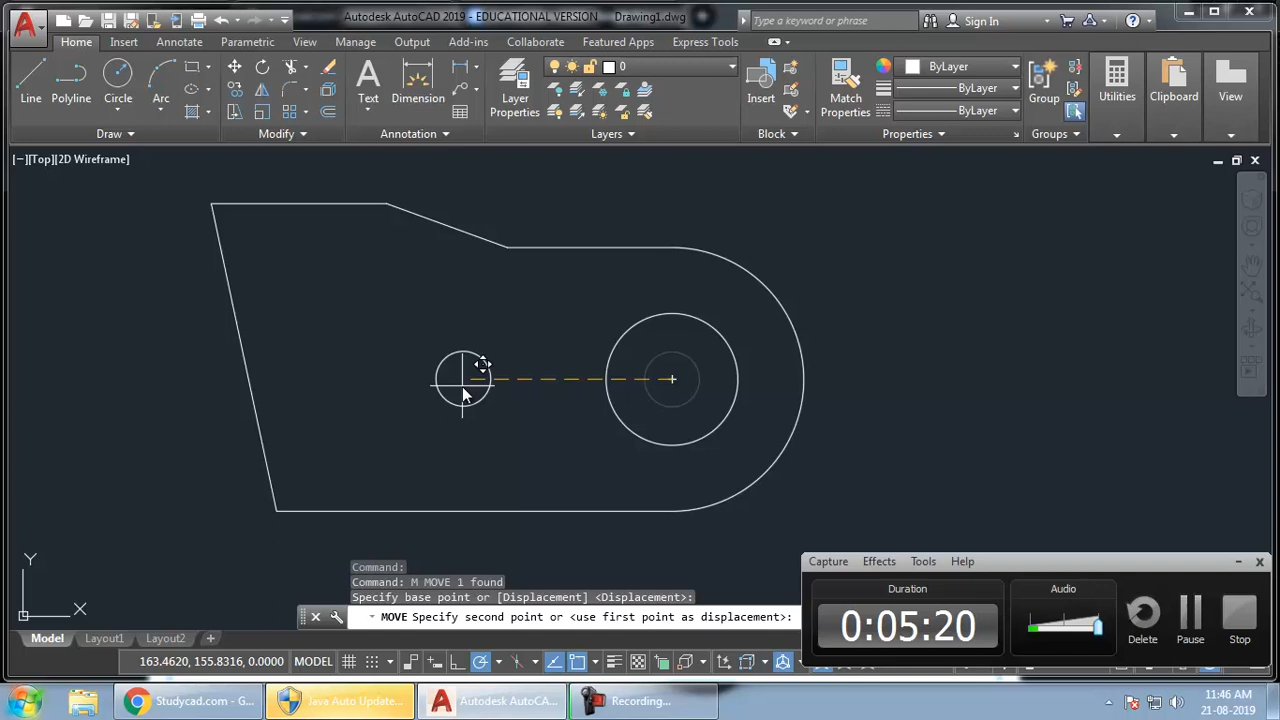 Autodesk AutoCAD 2019 - EDUCATIONAL VERSION Drawing1.dwg
Type a keyword or phrase
Sign In
Home Insert Annotate Parametric View Manage Output Add-ins Collaborate Featured Apps Express Tools
0
ByLayer
ByLayer
ByLayer
Line Polyline Circle Arc
Text Dimension
Layer Properties
Insert
Match Properties
Group
Utilities
Clipboard
View
Draw Modify Annotation Layers Block Properties Groups
[−][Top][2D Wireframe]
Y
X
Command:
Command: M MOVE 1 found
Specify base point or [Displacement] <Displacement>:
MOVE Specify second point or <use first point as displacement>:
Model Layout1 Layout2 +
163.4620, 155.8316, 0.0000 MODEL
Capture Effects Tools Help
Duration
0:05:20
Audio
Delete Pause Stop
Studycad.com - G...
Java Auto Update...
Autodesk AutoCA...
Recording...
11:46 AM
21-08-2019